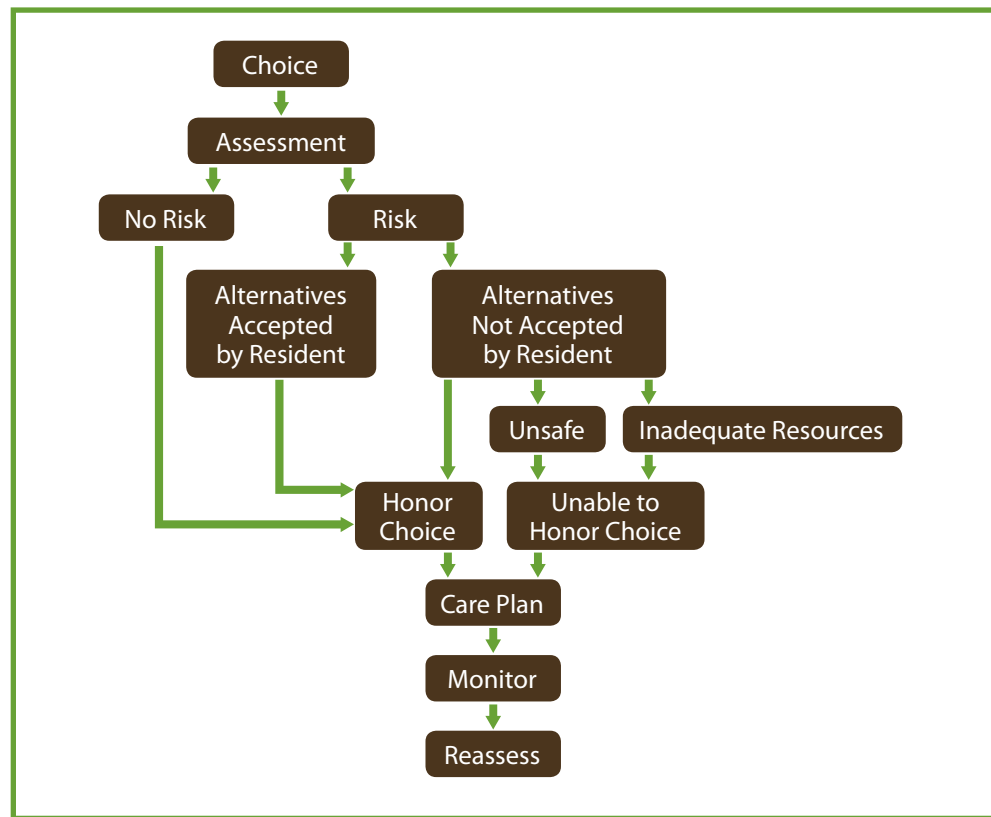 Choice
Assessment
No Risk
Risk
Alternatives
Accepted
by Resident
Alternatives
Not Accepted
by Resident
Unsafe
Inadequate Resources
Honor
Choice
Unable to
Honor Choice
Care Plan
Monitor
Reassess